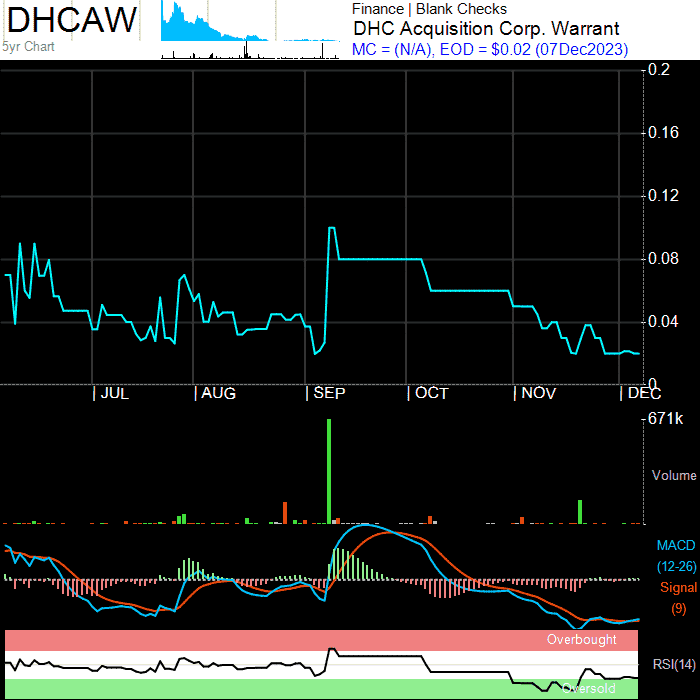 DHCAW
5yr Chart
Finance | Blank Checks
DHC Acquisition Corp. Warrant
MC = (N/A), EOD = $0.02 (07Dec2023)
0.2
0.16
0.12
0.08
0.04
0
| JUL | AUG | SEP | OCT | NOV | DEC
671k
Volume
MACD
(12-26)
Signal
(9)
Overbought
RSI(14)
Oversold